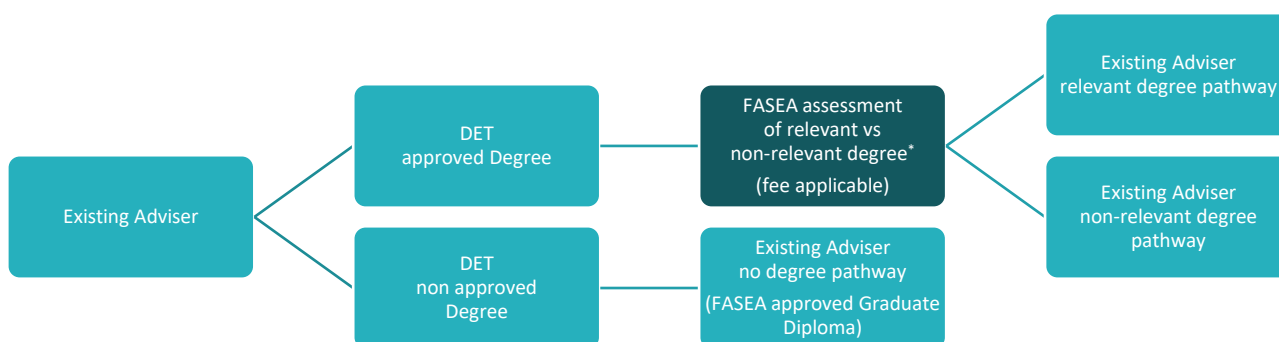 Existing Adviser
DET
approved Degree
DET
non approved
Degree
FASEA assessment
of relevant vs
non-relevant degree*
(fee applicable)
Existing Adviser
no degree pathway
(FASEA approved Graduate
Diploma)
Existing Adviser
relevant degree pathway
Existing Adviser
non-relevant degree
pathway